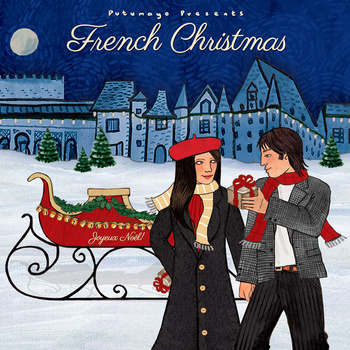 Putumayo Presents
French Christmas
Joyeux Noël!